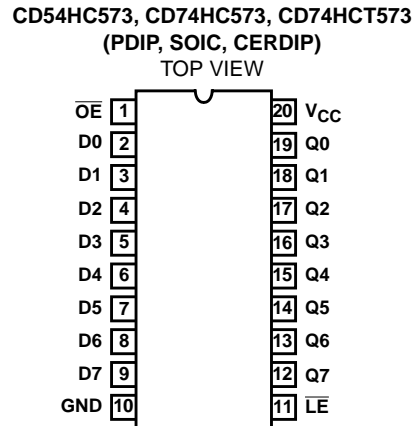 CD54HC573, CD74HC573, CD74HCT573
(PDIP, SOIC, CERDIP)
TOP VIEW
O̅E̅ 1 20 VCC
D0 2 19 Q0
D1 3 18 Q1
D2 4 17 Q2
D3 5 16 Q3
D4 6 15 Q4
D5 7 14 Q5
D6 8 13 Q6
D7 9 12 Q7
GND 10 11 L̅E̅